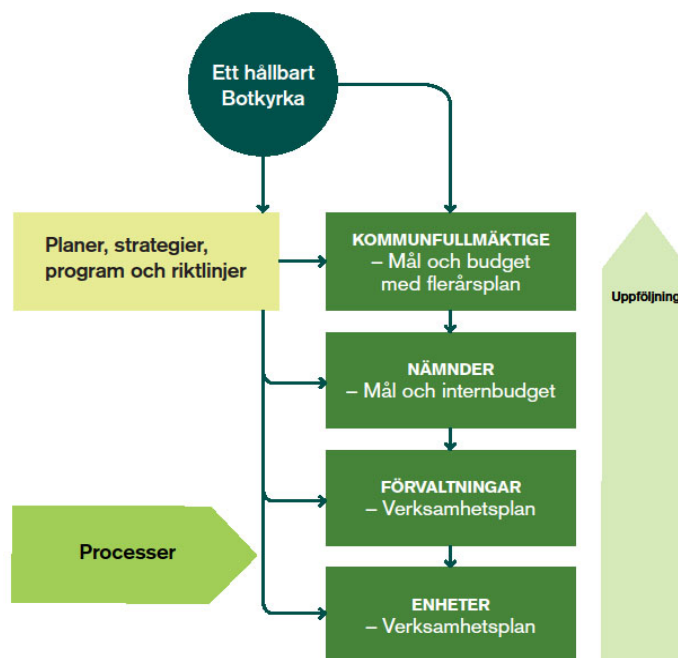 Ett hållbart
Botkyrka
Planer, strategier,
program och riktlinjer
KOMMUNFULLMÄKTIGE
– Mål och budget
med flerårsplan
Uppföljning
NÄMNDER
– Mål och internbudget
FÖRVALTNINGAR
– Verksamhetsplan
Processer
ENHETER
– Verksamhetsplan